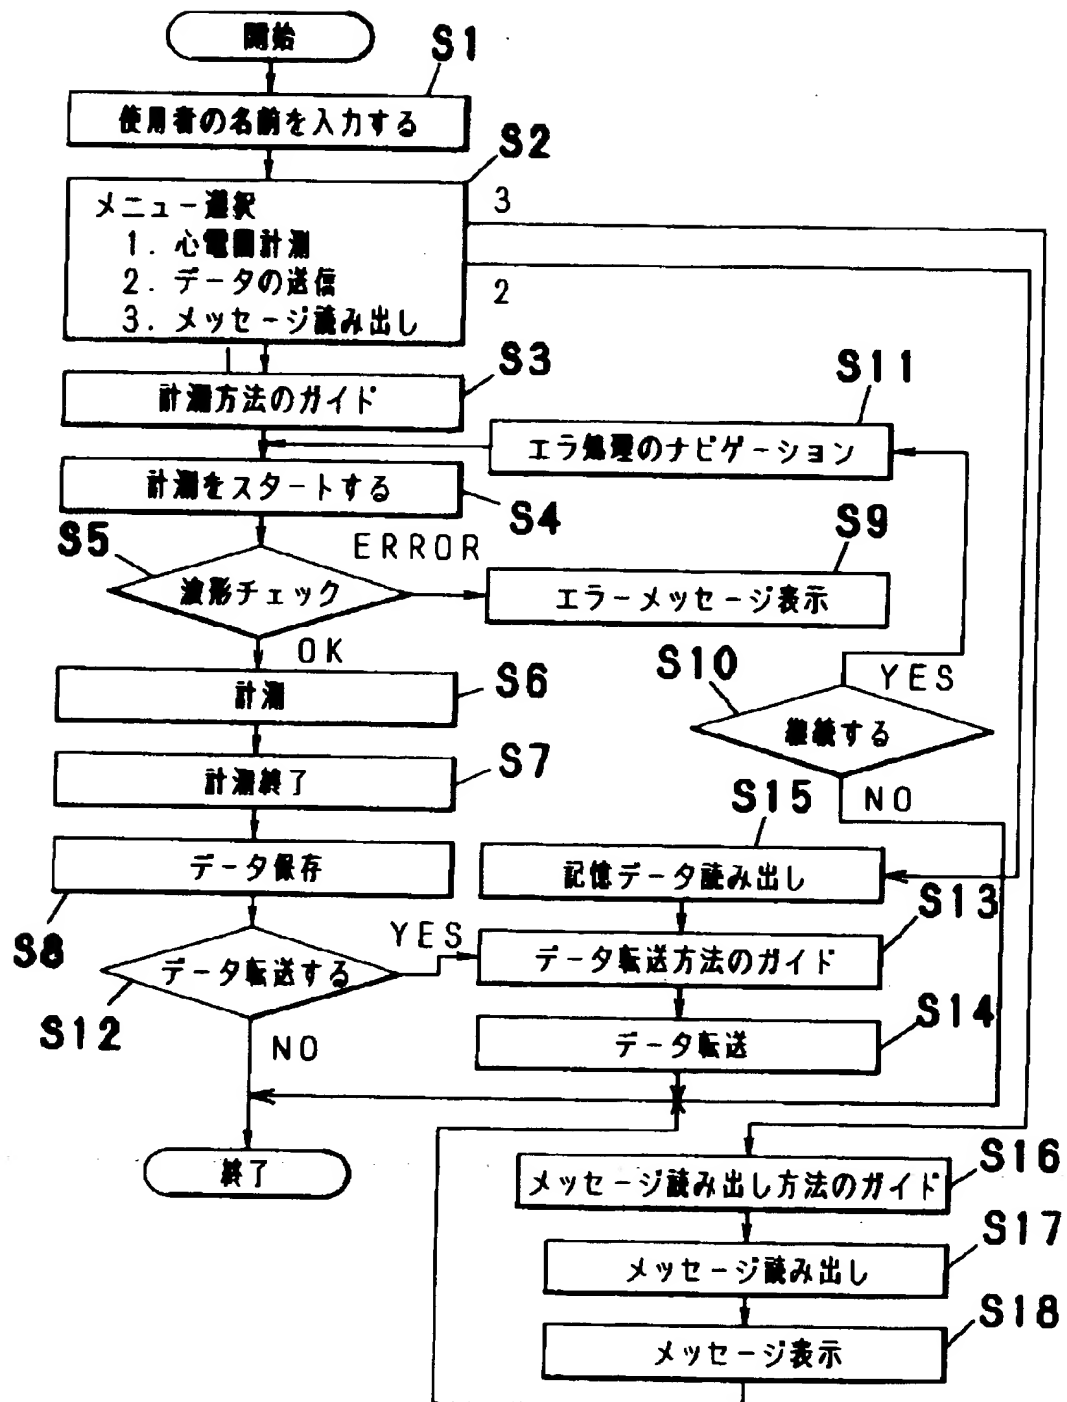 開始
S1
使用者の名前を入力する
S2
メニュー選択
1. 心電図計測
2. データの送信
3. メッセージ読み出し
3
2
S3
計測方法のガイド
S11
エラ処理のナビゲーション
計測をスタートする
S4
S5
波形チェック
ERROR
S9
エラーメッセージ表示
OK
S10
YES
継続する
NO
計測
S6
計測終了
S7
S15
記憶データ読み出し
データ保存
S8
S13
データ転送方法のガイド
YES
データ転送する
S12
NO
S14
データ転送
終了
S16
メッセージ読み出し方法のガイド
S17
メッセージ読み出し
S18
メッセージ表示